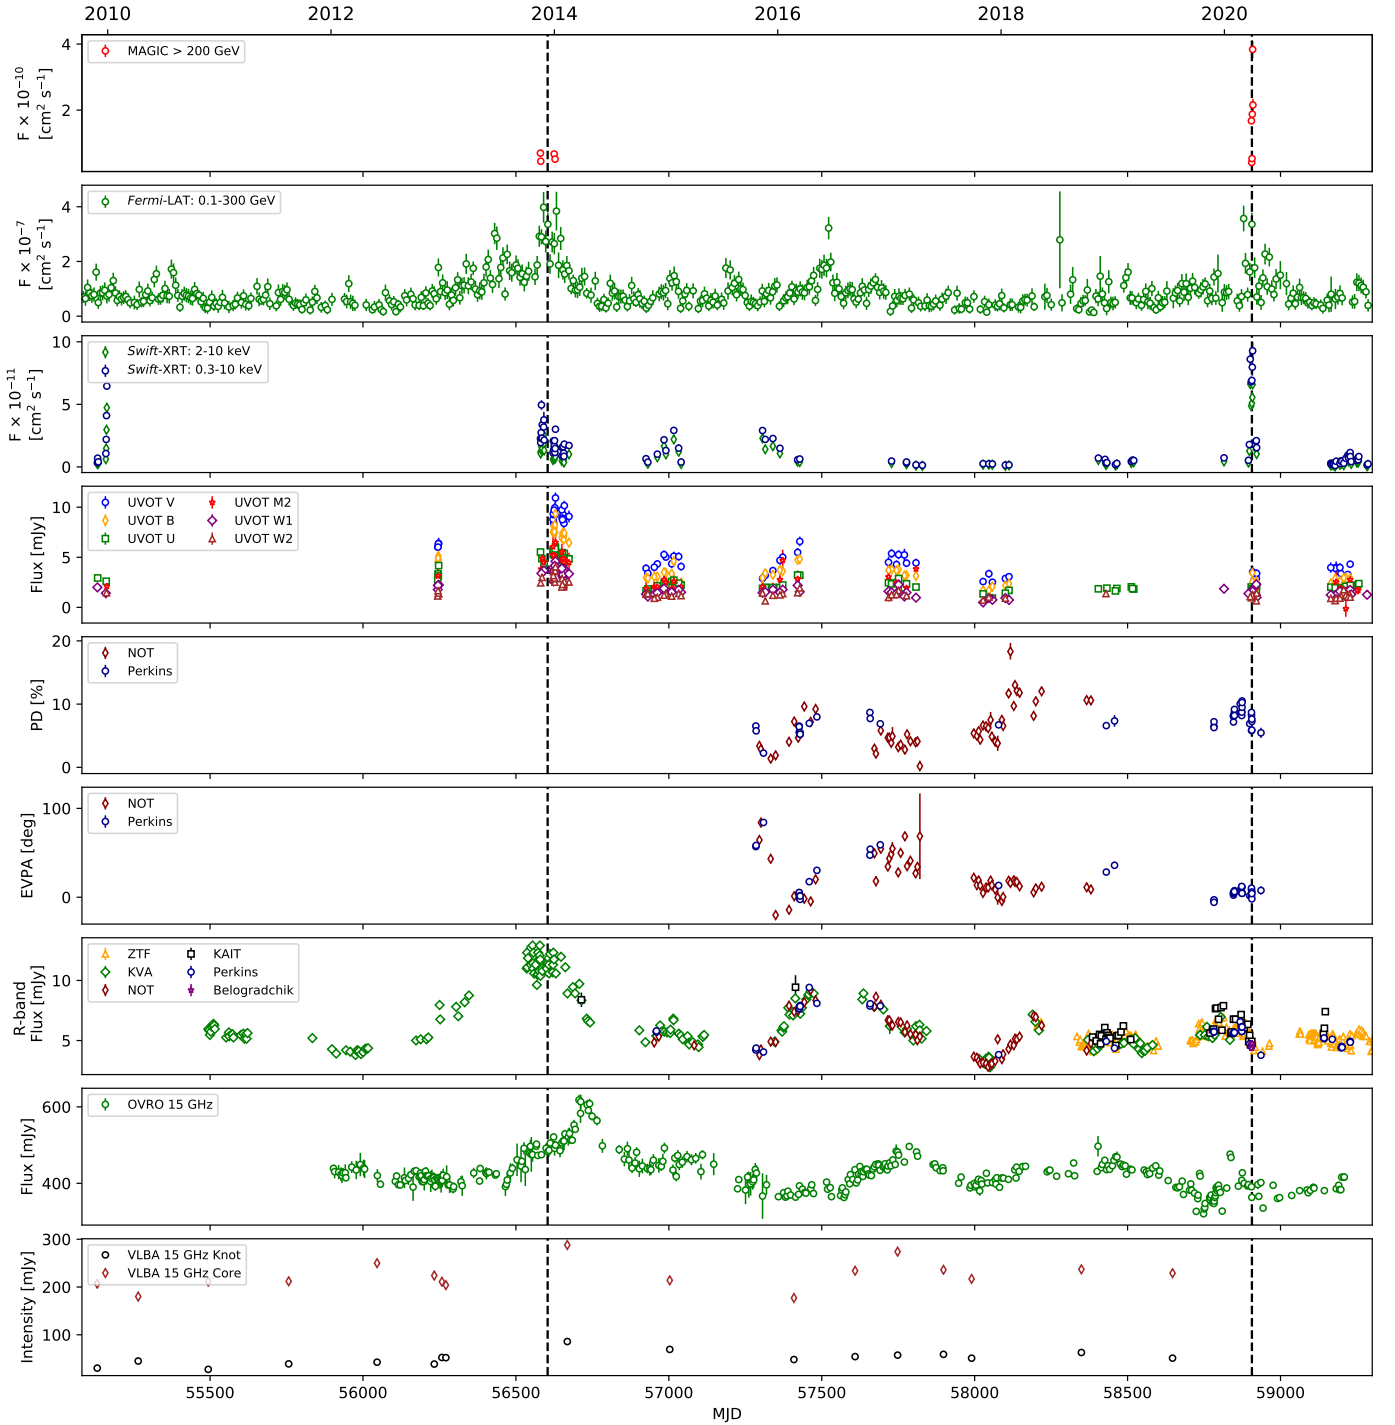 2010 2012 2014 2016 2018 2020
F × 10⁻¹⁰
[cm² s⁻¹]
4
2
MAGIC > 200 GeV
F × 10⁻⁷
[cm² s⁻¹]
4
2
0
Fermi-LAT: 0.1-300 GeV
F × 10⁻¹¹
[cm² s⁻¹]
10
5
0
Swift-XRT: 2-10 keV
Swift-XRT: 0.3-10 keV
Flux [mJy]
10
5
0
UVOT V UVOT M2
UVOT B UVOT W1
UVOT U UVOT W2
PD [%]
20
10
0
NOT
Perkins
EVPA [deg]
100
0
NOT
Perkins
R-band
Flux [mJy]
10
5
ZTF KAIT
KVA Perkins
NOT Belogradchik
Flux [mJy]
600
400
OVRO 15 GHz
Intensity [mJy]
300
200
100
VLBA 15 GHz Knot
VLBA 15 GHz Core
55500 56000 56500 57000 57500 58000 58500 59000
MJD